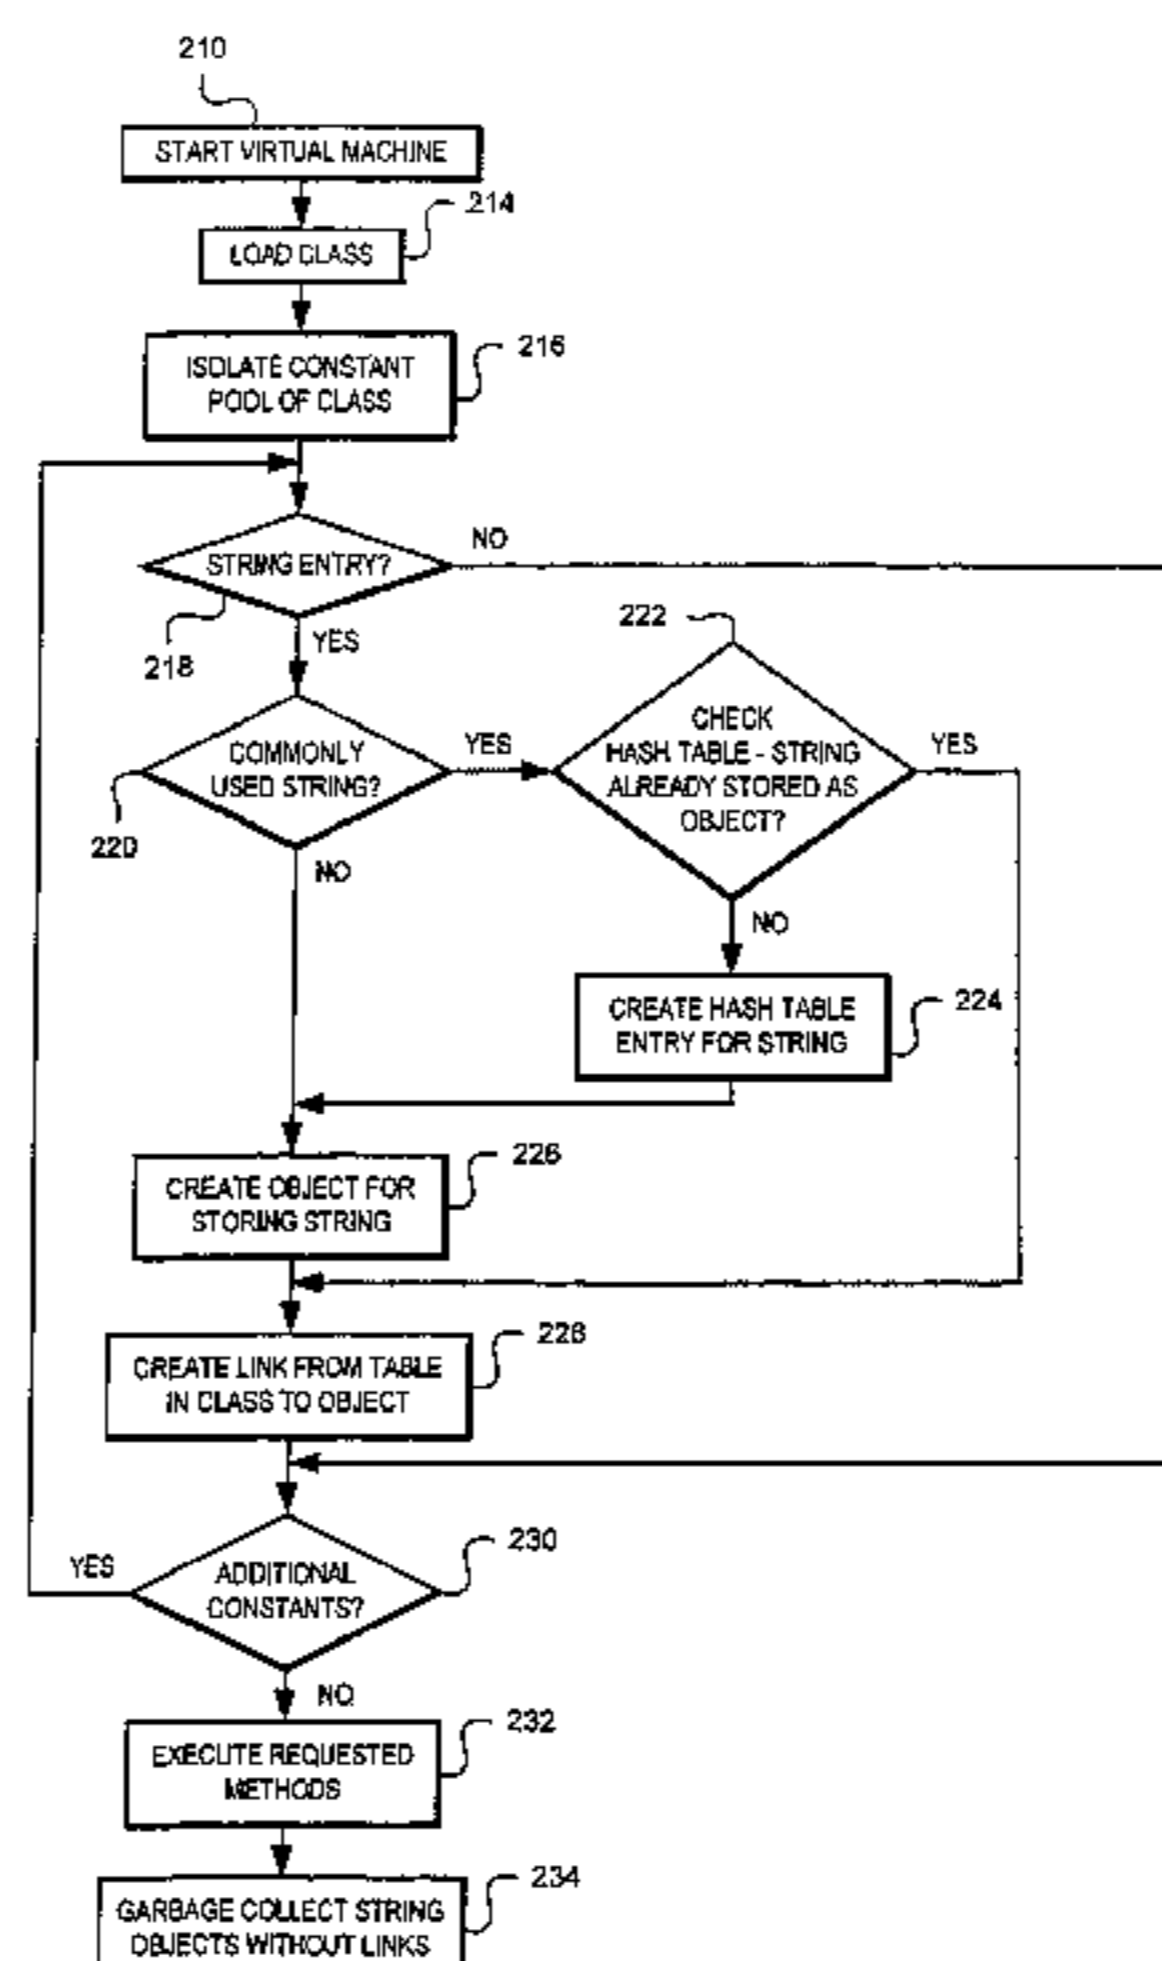 210
START VIRTUAL MACHINE
214
LOAD CLASS
216
ISOLATE CONSTANT
POOL OF CLASS
STRING ENTRY?
NO
218
YES
222
COMMONLY
USED STRING?
YES
220
NO
CHECK
HASH TABLE - STRING
ALREADY STORED AS
OBJECT?
YES
NO
CREATE HASH TABLE
ENTRY FOR STRING
224
CREATE OBJECT FOR
STORING STRING
226
CREATE LINK FROM TABLE
IN CLASS TO OBJECT
228
ADDITIONAL
CONSTANTS?
230
YES
NO
EXECUTE REQUESTED
METHODS
232
GARBAGE COLLECT STRING
OBJECTS WITHOUT LINKS
234